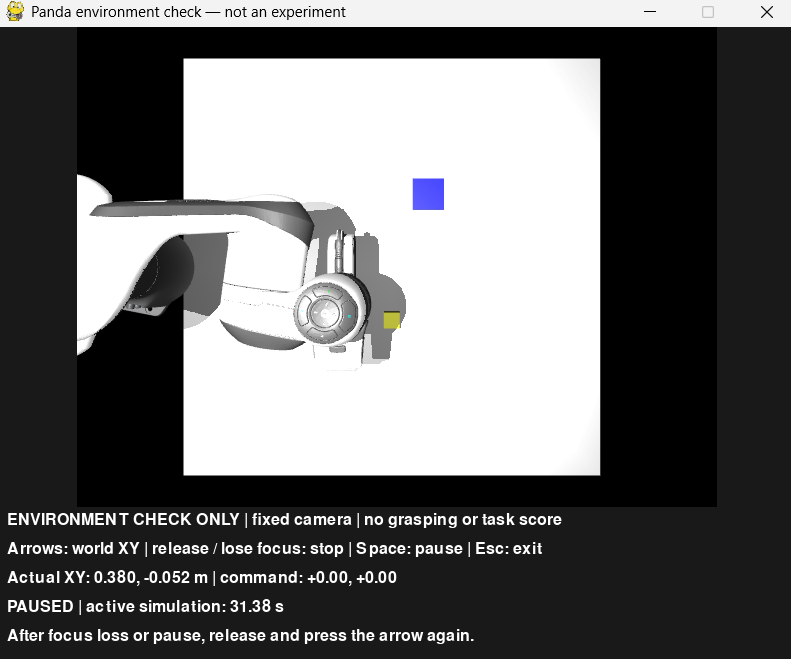 Panda environment check — not an experiment
ENVIRONMENT CHECK ONLY | fixed camera | no grasping or task score
Arrows: world XY | release / lose focus: stop | Space: pause | Esc: exit
Actual XY: 0.380, -0.052 m | command: +0.00, +0.00
PAUSED | active simulation: 31.38 s
After focus loss or pause, release and press the arrow again.